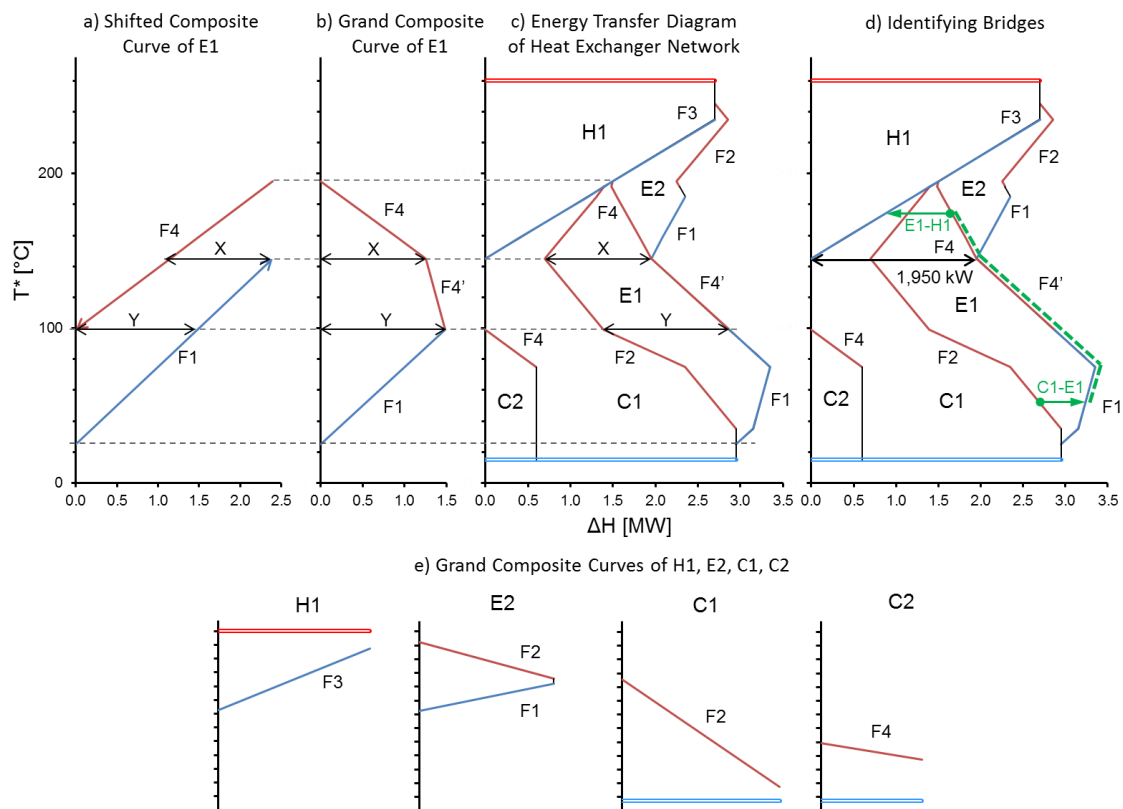 a) Shifted Composite
Curve of E1
b) Grand Composite
Curve of E1
c) Energy Transfer Diagram
of Heat Exchanger Network
d) Identifying Bridges
T* [°C]
200
100
0
F4
X
Y
F1
0.0 0.5 1.0 1.5 2.0 2.5
F4
X
F4'
Y
F1
0.0 0.5 1.0 1.5
H1
F3
F2
E2
F4
F1
X
F4'
E1
Y
F4
F2
C2
C1
F1
0.0 0.5 1.0 1.5 2.0 2.5 3.0 3.5
H1
F3
F2
E2
F1
E1-H1
F4
1,950 kW
F4'
E1
F4
F2
C1-E1
C2
C1
F1
0.0 0.5 1.0 1.5 2.0 2.5 3.0 3.5
ΔH [MW]
e) Grand Composite Curves of H1, E2, C1, C2
H1
F3
E2
F2
F1
C1
F2
C2
F4